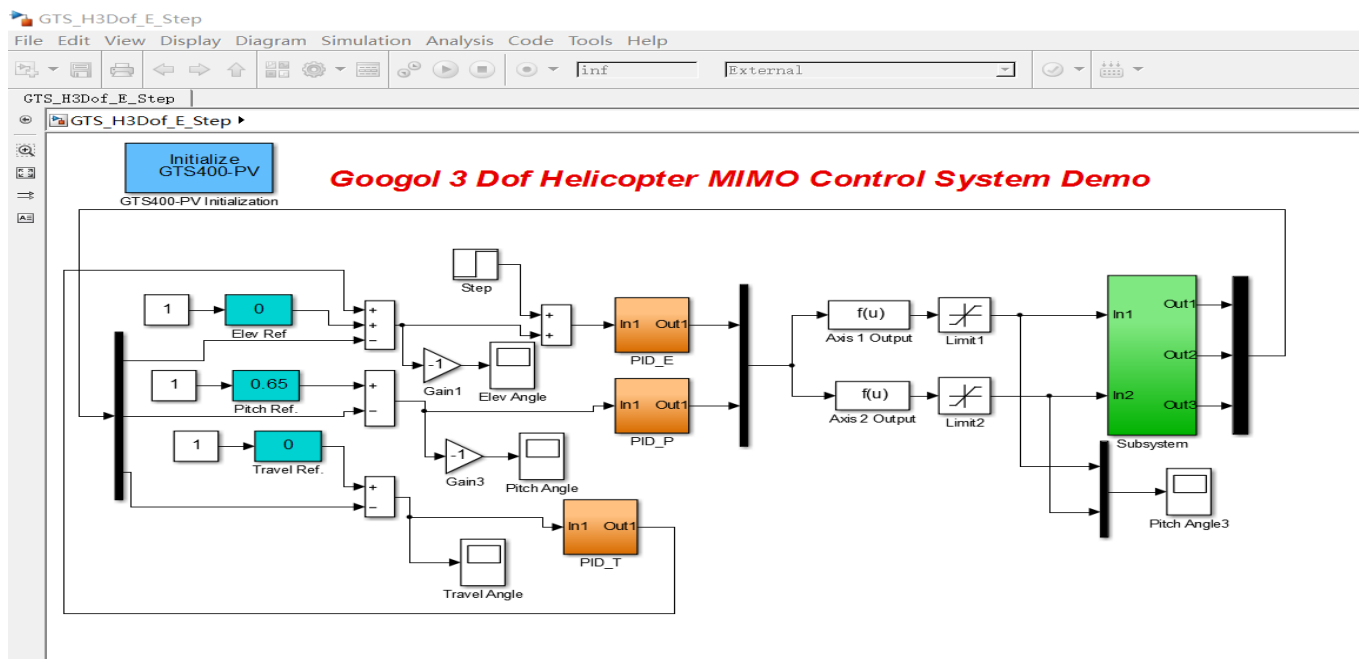 GTS_H3Dof_E_Step
File Edit View Display Diagram Simulation Analysis Code Tools Help
inf
External
GTS_H3Dof_E_Step
GTS_H3Dof_E_Step
Initialize
GTS400-PV
GTS400-PV Initialization
Googol 3 Dof Helicopter MIMO Control System Demo
Step
1
0
Elev Ref
+
+
-
+
+
In1 Out1
PID_E
-1
Gain1
Elev Angle
1
0.65
Pitch Ref.
+
-
In1 Out1
PID_P
-1
Gain3
Pitch Angle
1
0
Travel Ref.
+
-
In1 Out1
PID_T
Travel Angle
f(u)
Axis 1 Output
Limit1
f(u)
Axis 2 Output
Limit2
In1
In2
Out1
Out2
Out3
Subsystem
Pitch Angle3